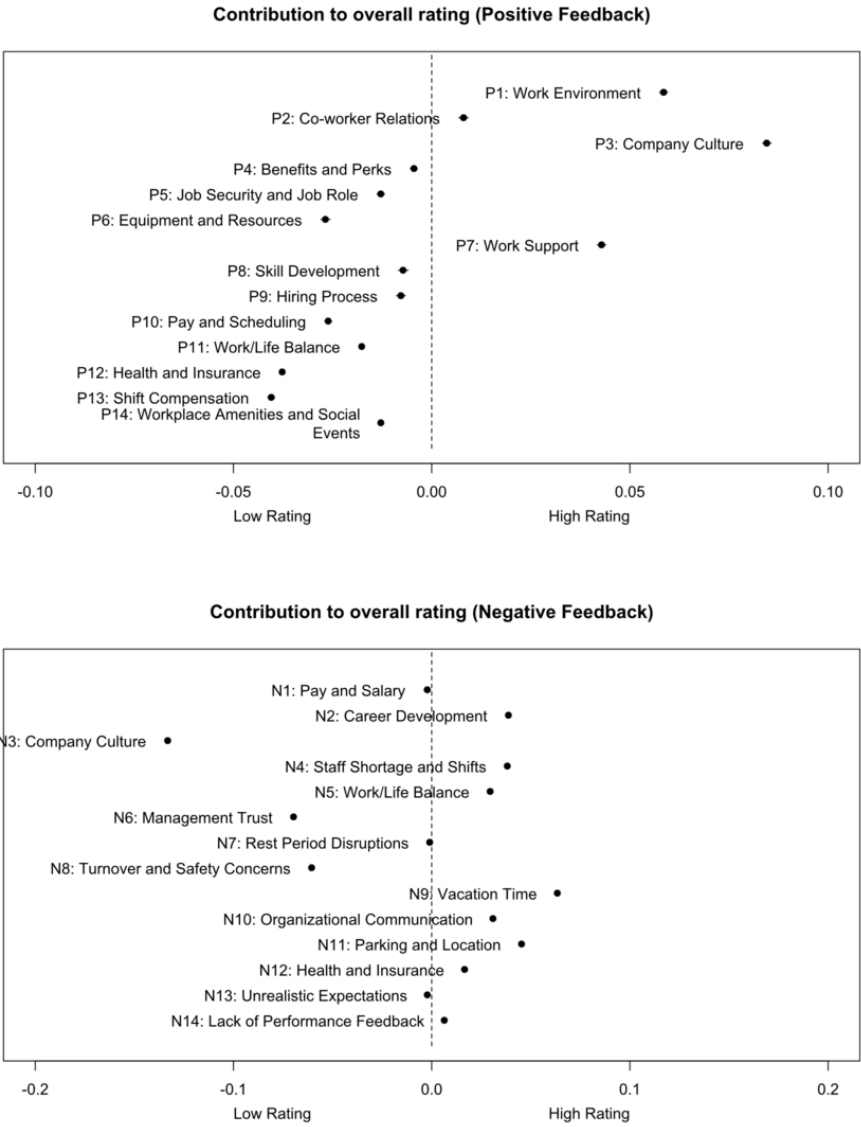 Contribution to overall rating (Positive Feedback)
P1: Work Environment
P2: Co-worker Relations
P3: Company Culture
P4: Benefits and Perks
P5: Job Security and Job Role
P6: Equipment and Resources
P7: Work Support
P8: Skill Development
P9: Hiring Process
P10: Pay and Scheduling
P11: Work/Life Balance
P12: Health and Insurance
P13: Shift Compensation
P14: Workplace Amenities and Social
Events
-0.10 -0.05 0.00 0.05 0.10
Low Rating High Rating
Contribution to overall rating (Negative Feedback)
N1: Pay and Salary
N2: Career Development
N3: Company Culture
N4: Staff Shortage and Shifts
N5: Work/Life Balance
N6: Management Trust
N7: Rest Period Disruptions
N8: Turnover and Safety Concerns
N9: Vacation Time
N10: Organizational Communication
N11: Parking and Location
N12: Health and Insurance
N13: Unrealistic Expectations
N14: Lack of Performance Feedback
-0.2 -0.1 0.0 0.1 0.2
Low Rating High Rating